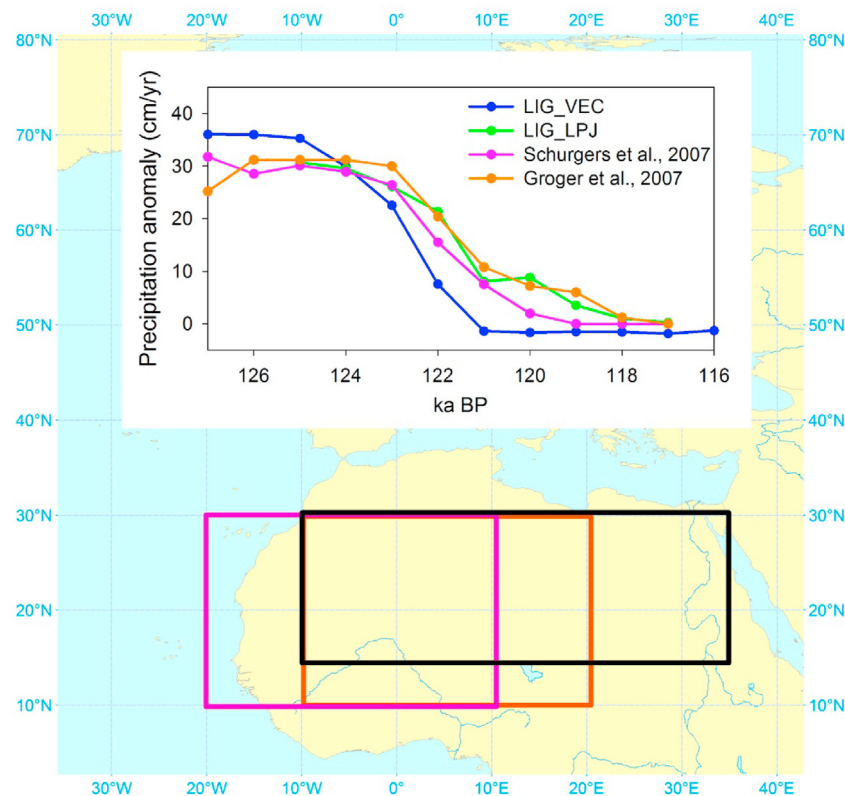 30°W 20°W 10°W 0° 10°E 20°E 30°E 40°E
80°N 80°N
Precipitation anomaly (cm/yr)
40
30
20
10
0
LIG_VEC
LIG_LPJ
Schurgers et al., 2007
Groger et al., 2007
126 124 122 120 118 116
ka BP
70°N 70°N
60°N 60°N
50°N 50°N
40°N 40°N
30°N 30°N
20°N 20°N
10°N 10°N
30°W 20°W 10°W 0° 10°E 20°E 30°E 40°E